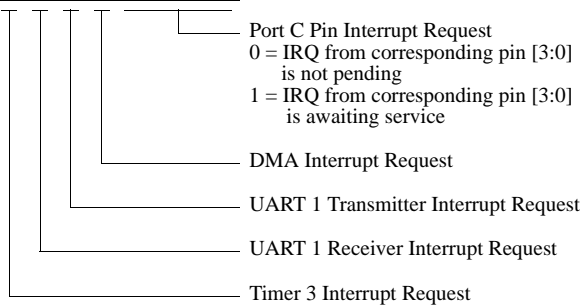 Port C Pin Interrupt Request
0 = IRQ from corresponding pin [3:0]
is not pending
1 = IRQ from corresponding pin [3:0]
is awaiting service
DMA Interrupt Request
UART 1 Transmitter Interrupt Request
UART 1 Receiver Interrupt Request
Timer 3 Interrupt Request